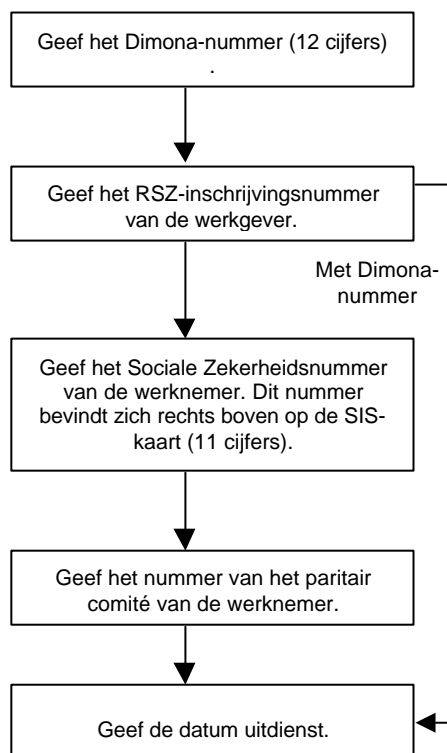 Geef het Dimona-nummer (12 cijfers)
.
Geef het RSZ-inschrijvingsnummer
van de werkgever.
Met Dimona-
nummer
Geef het Sociale Zekerheidsnummer
van de werknemer. Dit nummer
bevindt zich rechts boven op de SIS-
kaart (11 cijfers).
Geef het nummer van het paritair
comité van de werknemer.
Geef de datum uitdienst.